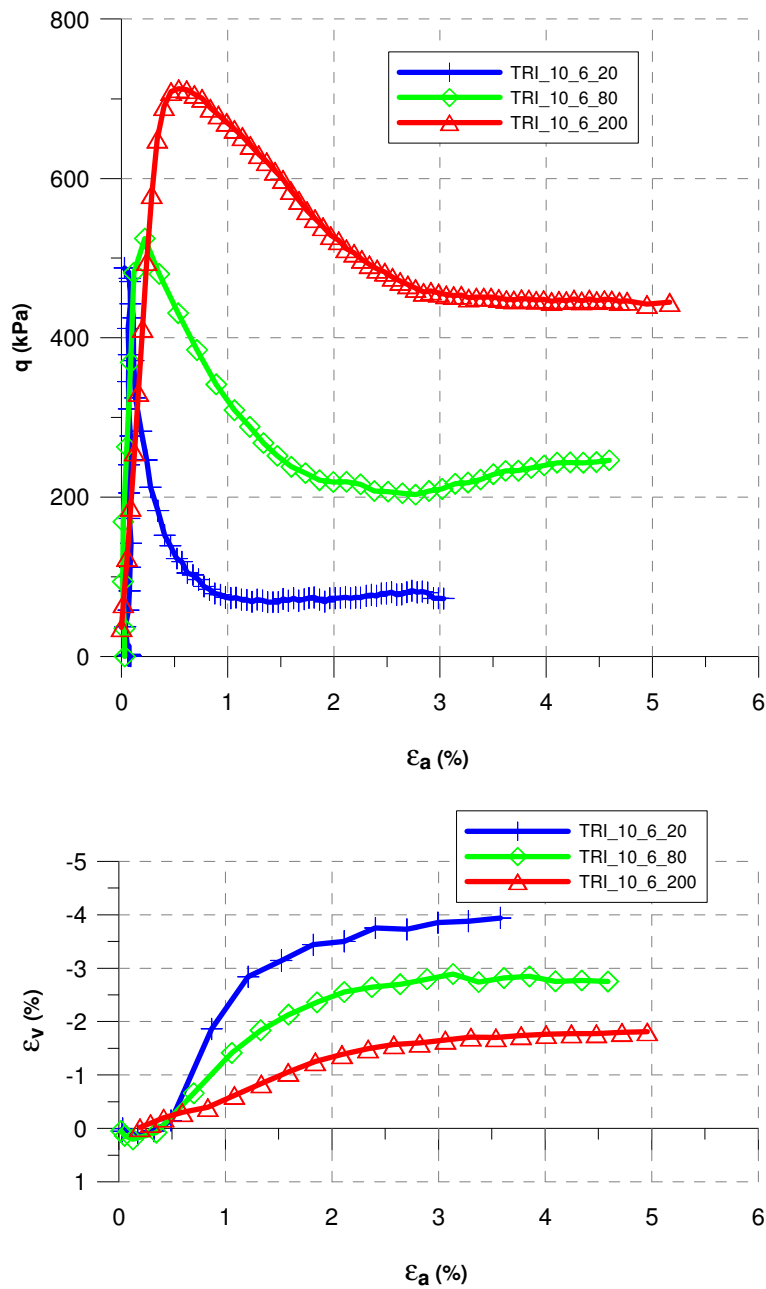 800
TRI_10_6_20
TRI_10_6_80
TRI_10_6_200
600
q (kPa)
400
200
0
0 1 2 3 4 5 6
εa (%)
TRI_10_6_20
TRI_10_6_80
TRI_10_6_200
-5
-4
-3
εv (%)
-2
-1
0
1
0 1 2 3 4 5 6
εa (%)